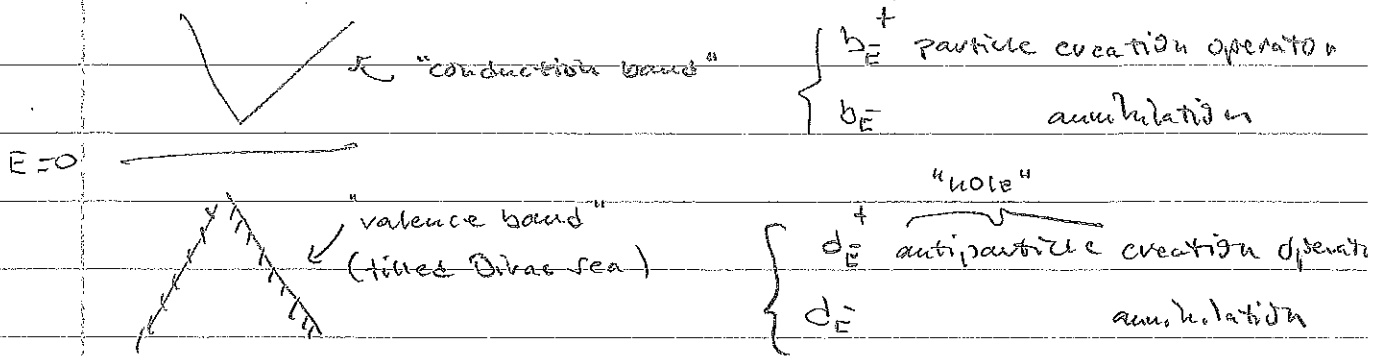 "conduction band"
b_E^+ particle creation operator
b_E annihilation
E=0
"hole"
"valence band"
(filled Dirac sea)
d_E^+ antiparticle creation operato
d_E annihilation